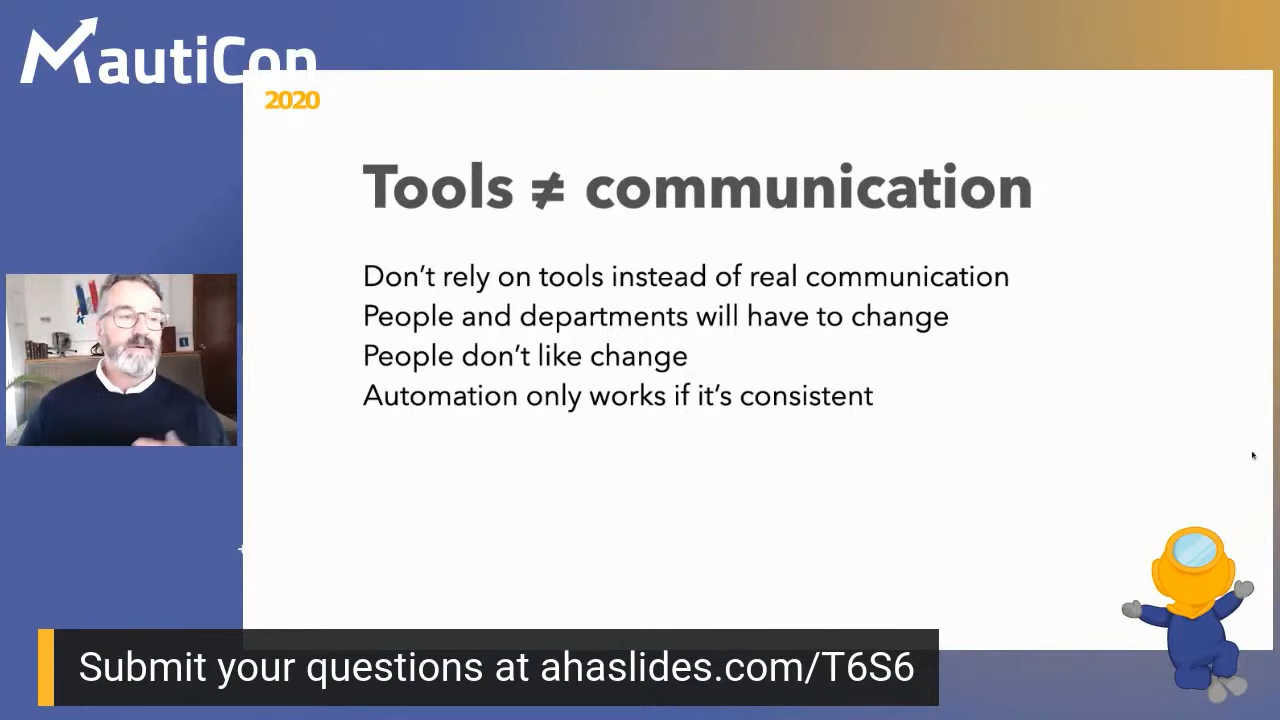 MautiCon
2020
Tools ≠ communication
Don't rely on tools instead of real communication
People and departments will have to change
People don't like change
Automation only works if it's consistent
Submit your questions at ahaslides.com/T6S6